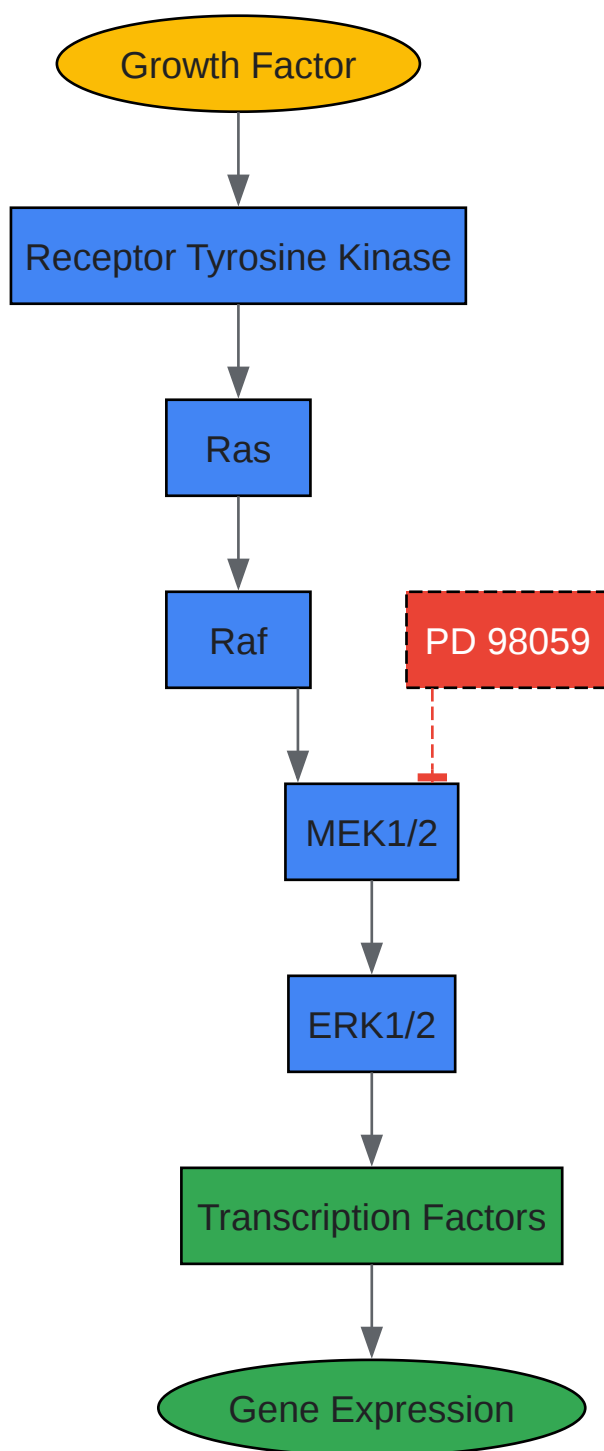 Growth Factor
Receptor Tyrosine Kinase
Ras
Raf
PD 98059
MEK1/2
ERK1/2
Transcription Factors
Gene Expression